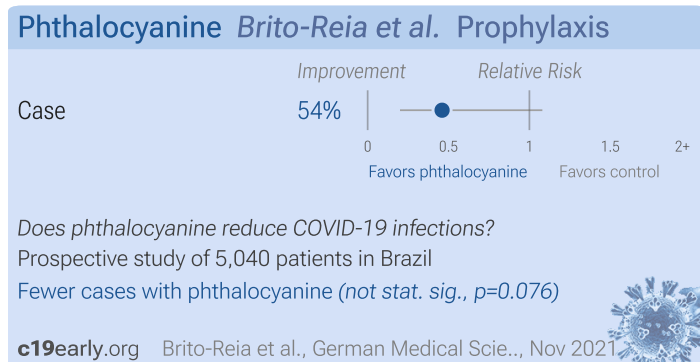 Phthalocyanine Brito-Reia et al. Prophylaxis
Improvement Relative Risk
Case 54%
0 0.5 1 1.5 2+
Favors phthalocyanine Favors control
Does phthalocyanine reduce COVID-19 infections?
Prospective study of 5,040 patients in Brazil
Fewer cases with phthalocyanine (not stat. sig., p=0.076)
c19early.org Brito-Reia et al., German Medical Scie.., Nov 2021